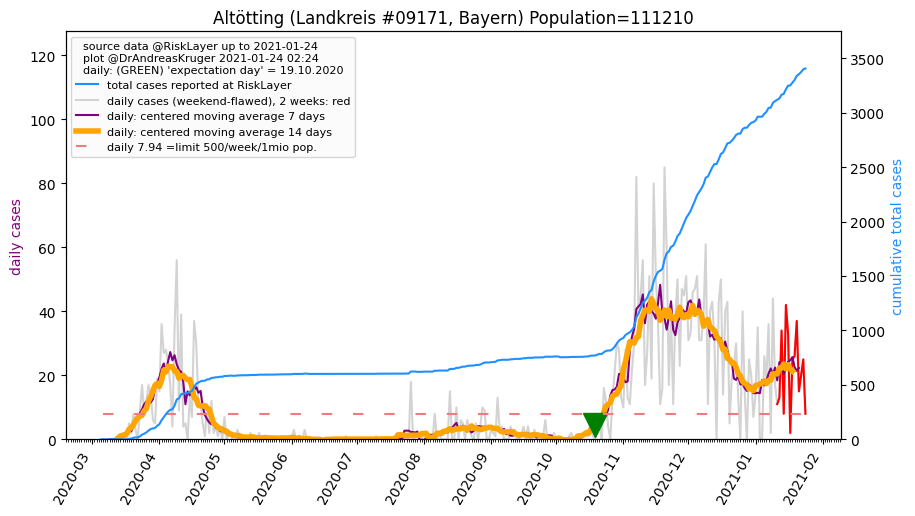 Altötting (Landkreis #09171, Bayern) Population=111210
source data @RiskLayer up to 2021-01-24
plot @DrAndreasKruger 2021-01-24 02:24
daily: (GREEN) 'expectation day' = 19.10.2020
total cases reported at RiskLayer
daily cases (weekend-flawed), 2 weeks: red
daily: centered moving average 7 days
daily: centered moving average 14 days
daily 7.94 =limit 500/week/1mio pop.
daily cases
120
100
80
60
40
20
0
3500
3000
2500
2000
1500
1000
500
0
cumulative total cases
2020-03
2020-04
2020-05
2020-06
2020-07
2020-08
2020-09
2020-10
2020-11
2020-12
2021-01
2021-02